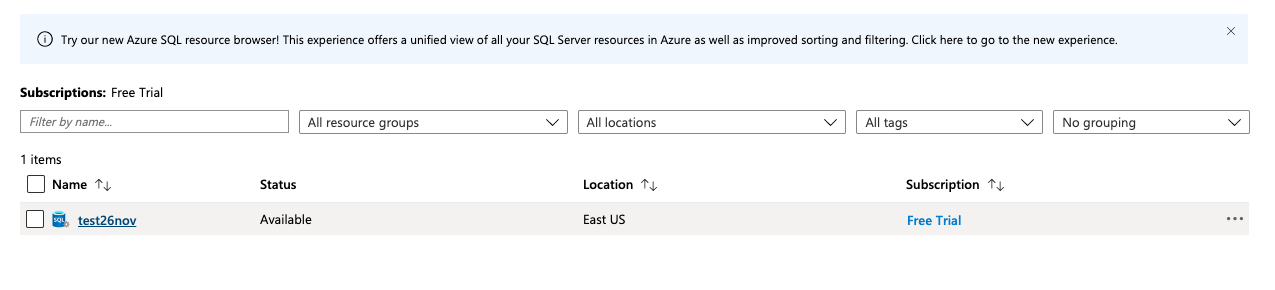 Try our new Azure SQL resource browser! This experience offers a unified view of all your SQL Server resources in Azure as well as improved sorting and filtering. Click here to go to the new experience.
Subscriptions: Free Trial
Filter by name... All resource groups All locations All tags No grouping
1 items
Name Status Location Subscription
SQL test26nov Available East US Free Trial